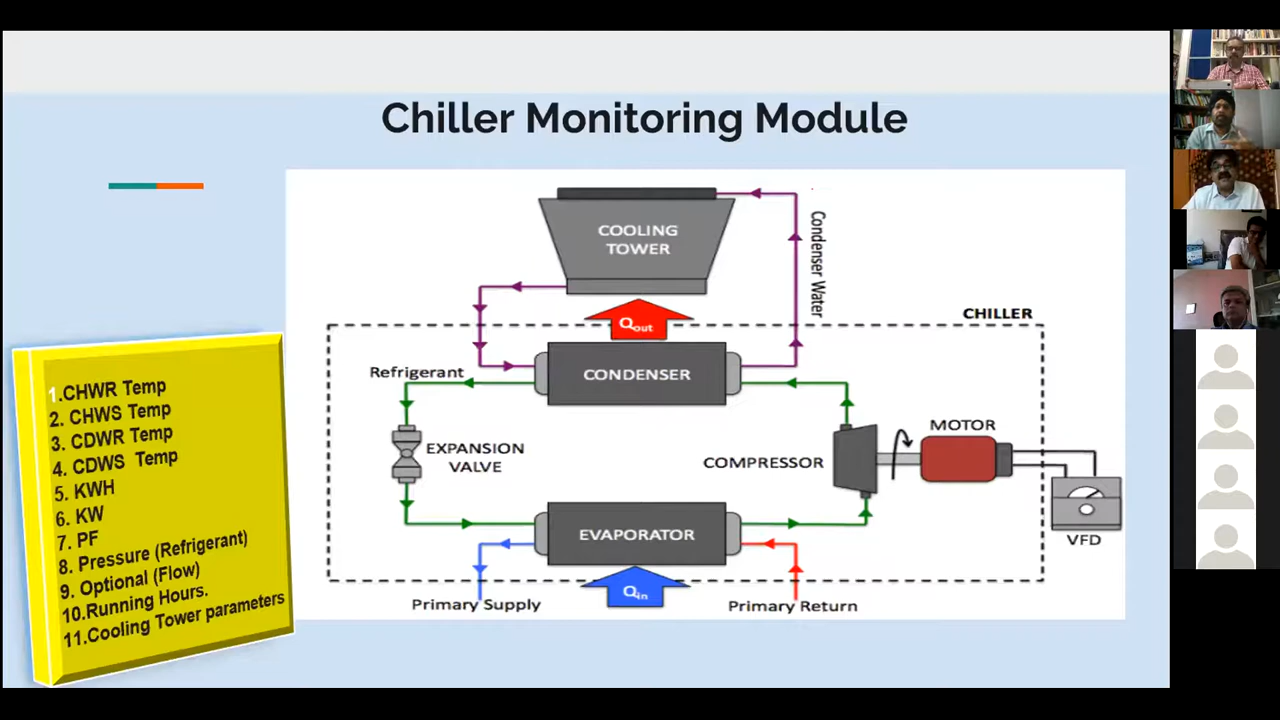 Chiller Monitoring Module
COOLING
TOWER
Condenser Water
Qout
CHILLER
Refrigerant
CONDENSER
MOTOR
EXPANSION
VALVE
COMPRESSOR
EVAPORATOR
VFD
Qin
Primary Supply
Primary Return
1.CHWR Temp
2. CHWS Temp
3. CDWR Temp
4. CDWS Temp
5. KWH
6. KW
7. PF
8. Pressure (Refrigerant)
9. Optional (Flow)
10.Running Hours.
11.Cooling Tower parameters